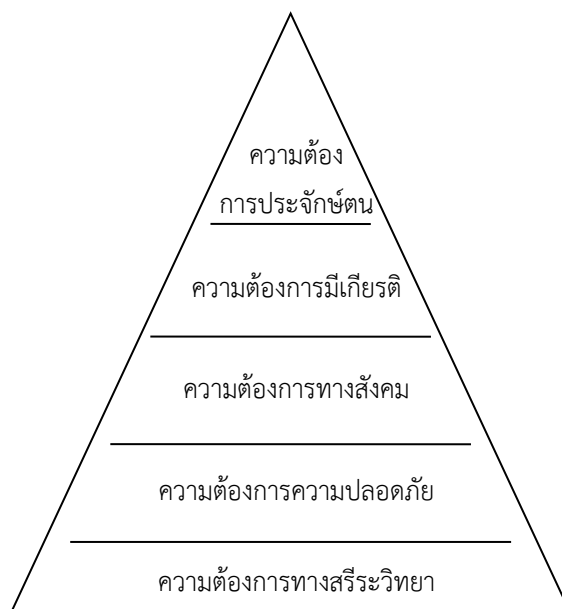 ความต้อง
การประจักษ์ตน
ความต้องการมีเกียรติ
ความต้องการทางสังคม
ความต้องการความปลอดภัย
ความต้องการทางสรีระวิทยา